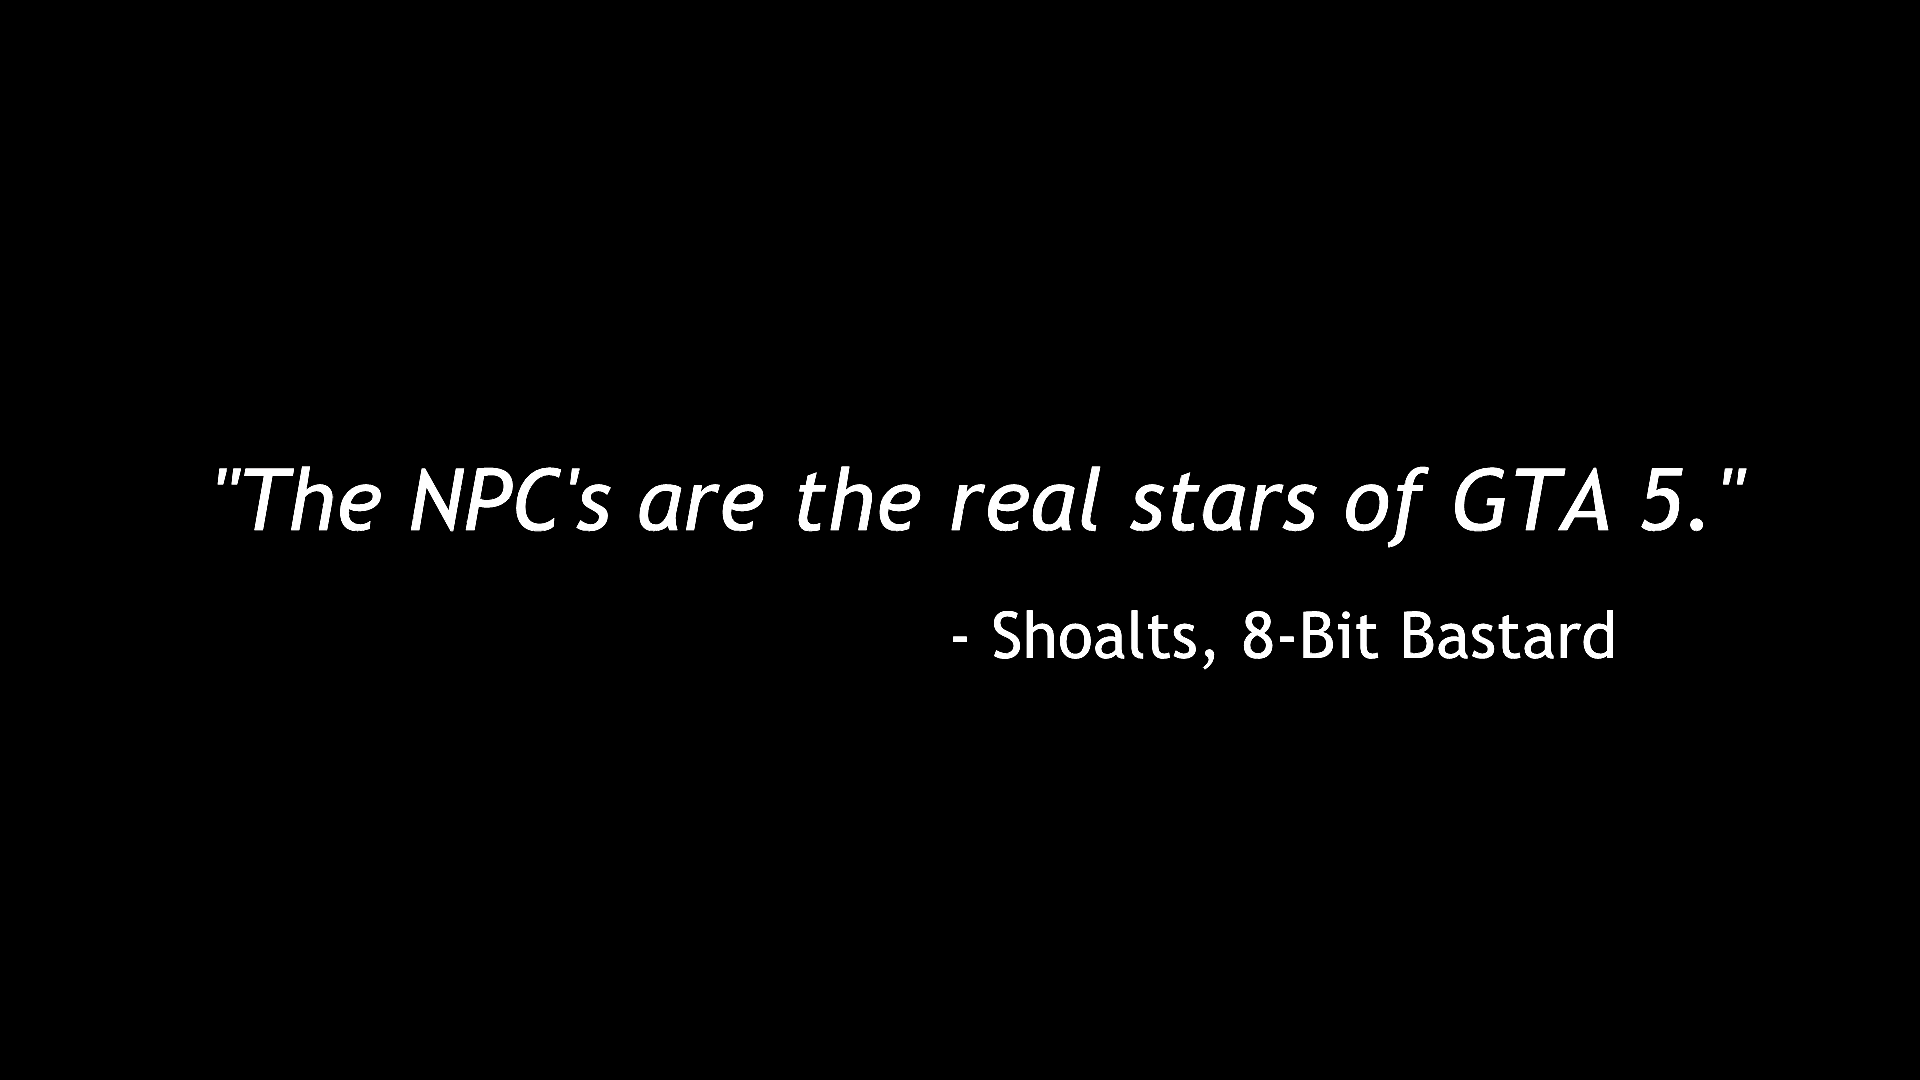 "The NPC's are the real stars of GTA 5."
- Shoalts, 8-Bit Bastard